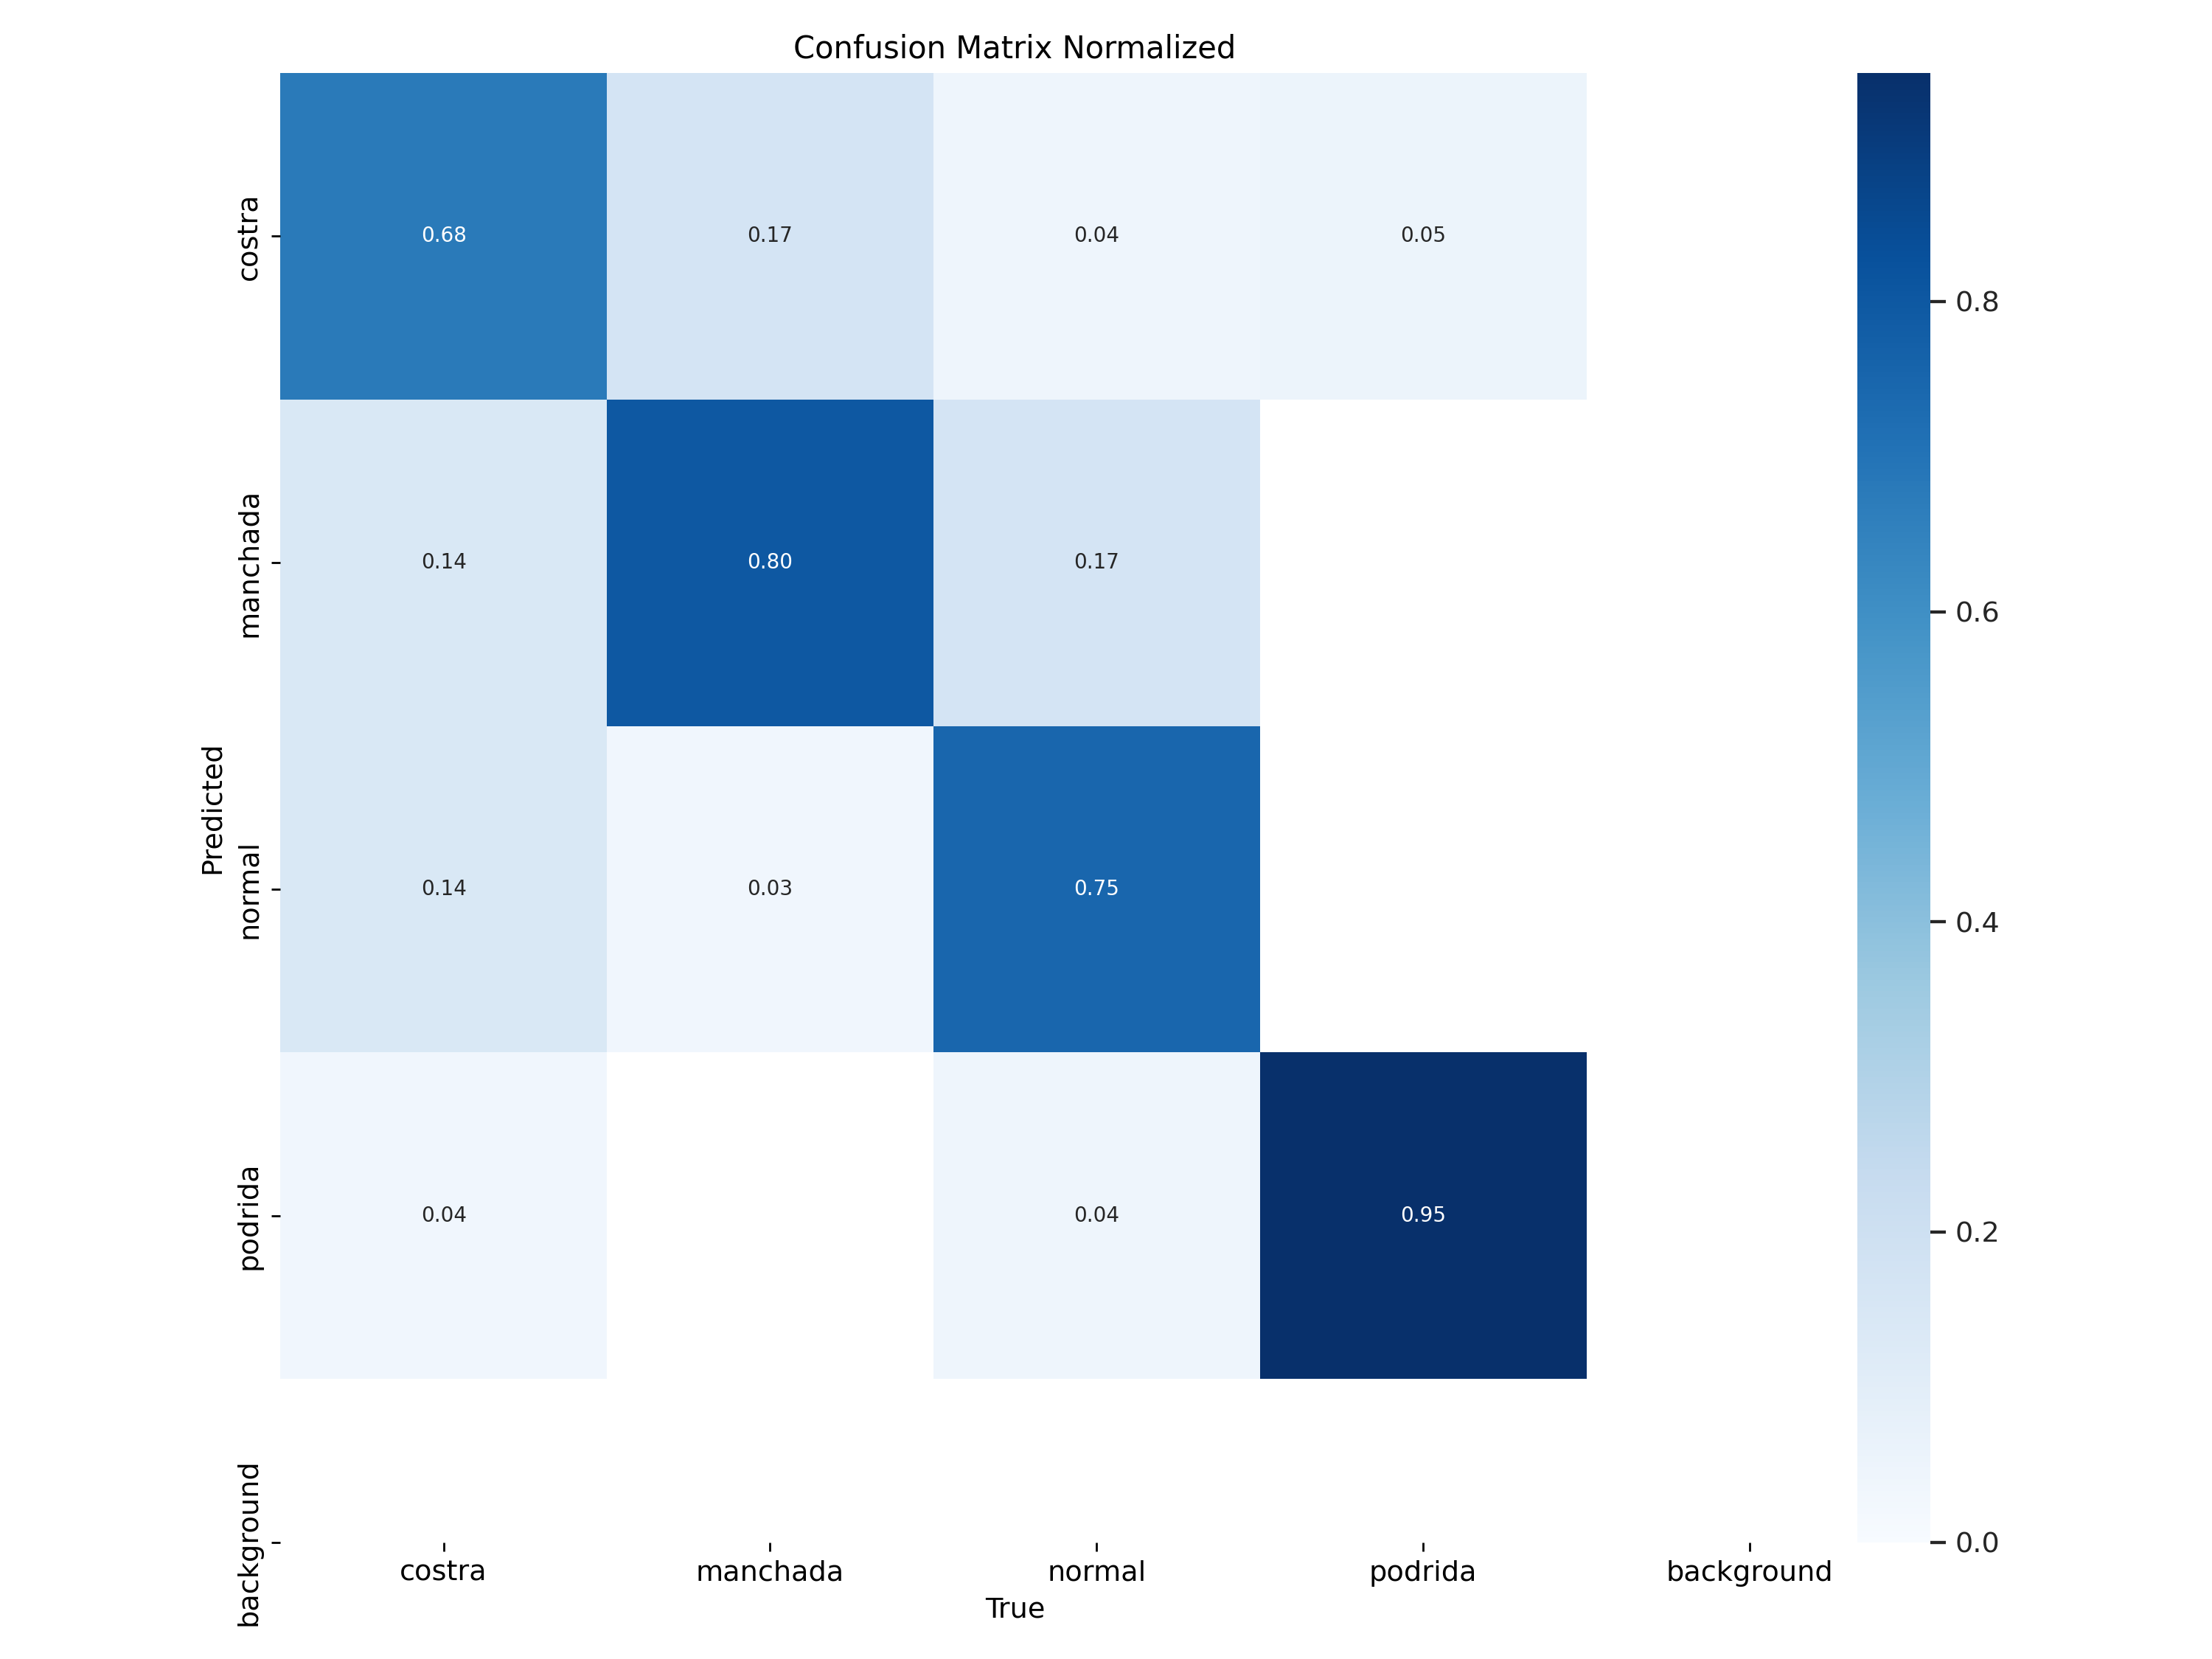 Confusion Matrix Normalized
Predicted
costra
0.68 0.17 0.04 0.05
manchada
0.14 0.80 0.17
normal
0.14 0.03 0.75
podrida
0.04 0.04 0.95
background
costra manchada normal podrida background
True
0.8
0.6
0.4
0.2
0.0